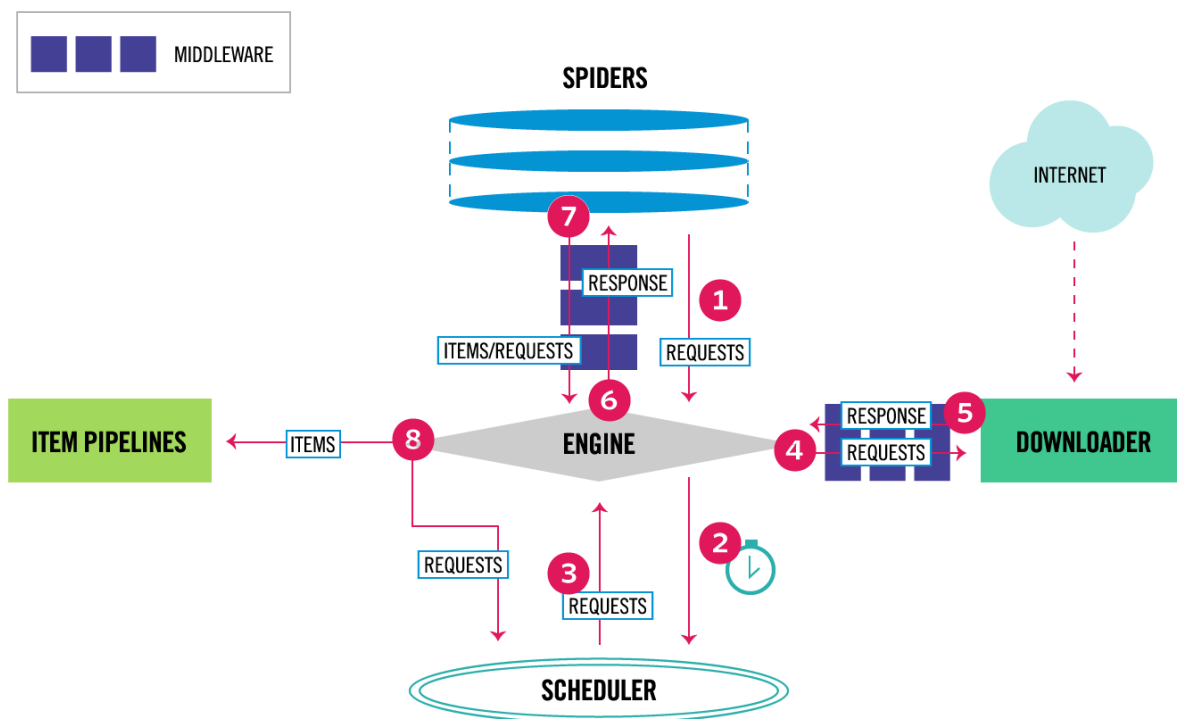 MIDDLEWARE
SPIDERS
INTERNET
7
RESPONSE
1
ITEMS/REQUESTS
REQUESTS
6
RESPONSE
5
ITEM PIPELINES
ITEMS
8
ENGINE
4
REQUESTS
DOWNLOADER
2
REQUESTS
3
REQUESTS
SCHEDULER